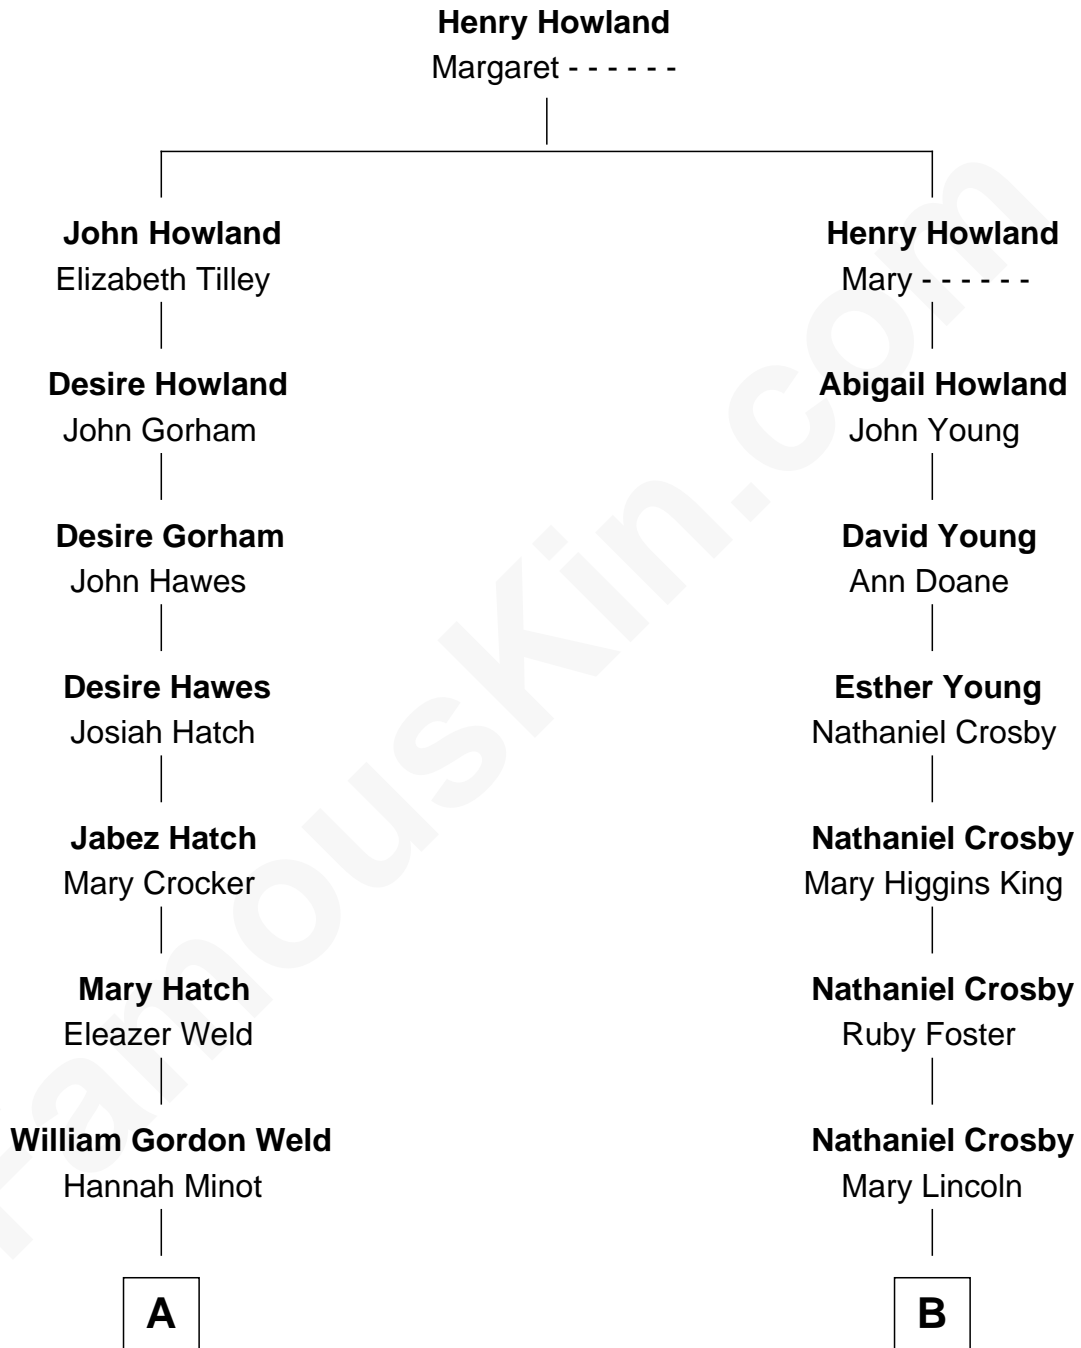 Henry Howland
Margaret - - - - - -
John Howland
Elizabeth Tilley
Henry Howland
Mary - - - - - -
Desire Howland
John Gorham
Abigail Howland
John Young
Desire Gorham
John Hawes
David Young
Ann Doane
Desire Hawes
Josiah Hatch
Esther Young
Nathaniel Crosby
Jabez Hatch
Mary Crocker
Nathaniel Crosby
Mary Higgins King
Mary Hatch
Eleazer Weld
Nathaniel Crosby
Ruby Foster
William Gordon Weld
Hannah Minot
Nathaniel Crosby
Mary Lincoln
A
B
FamousKin.com